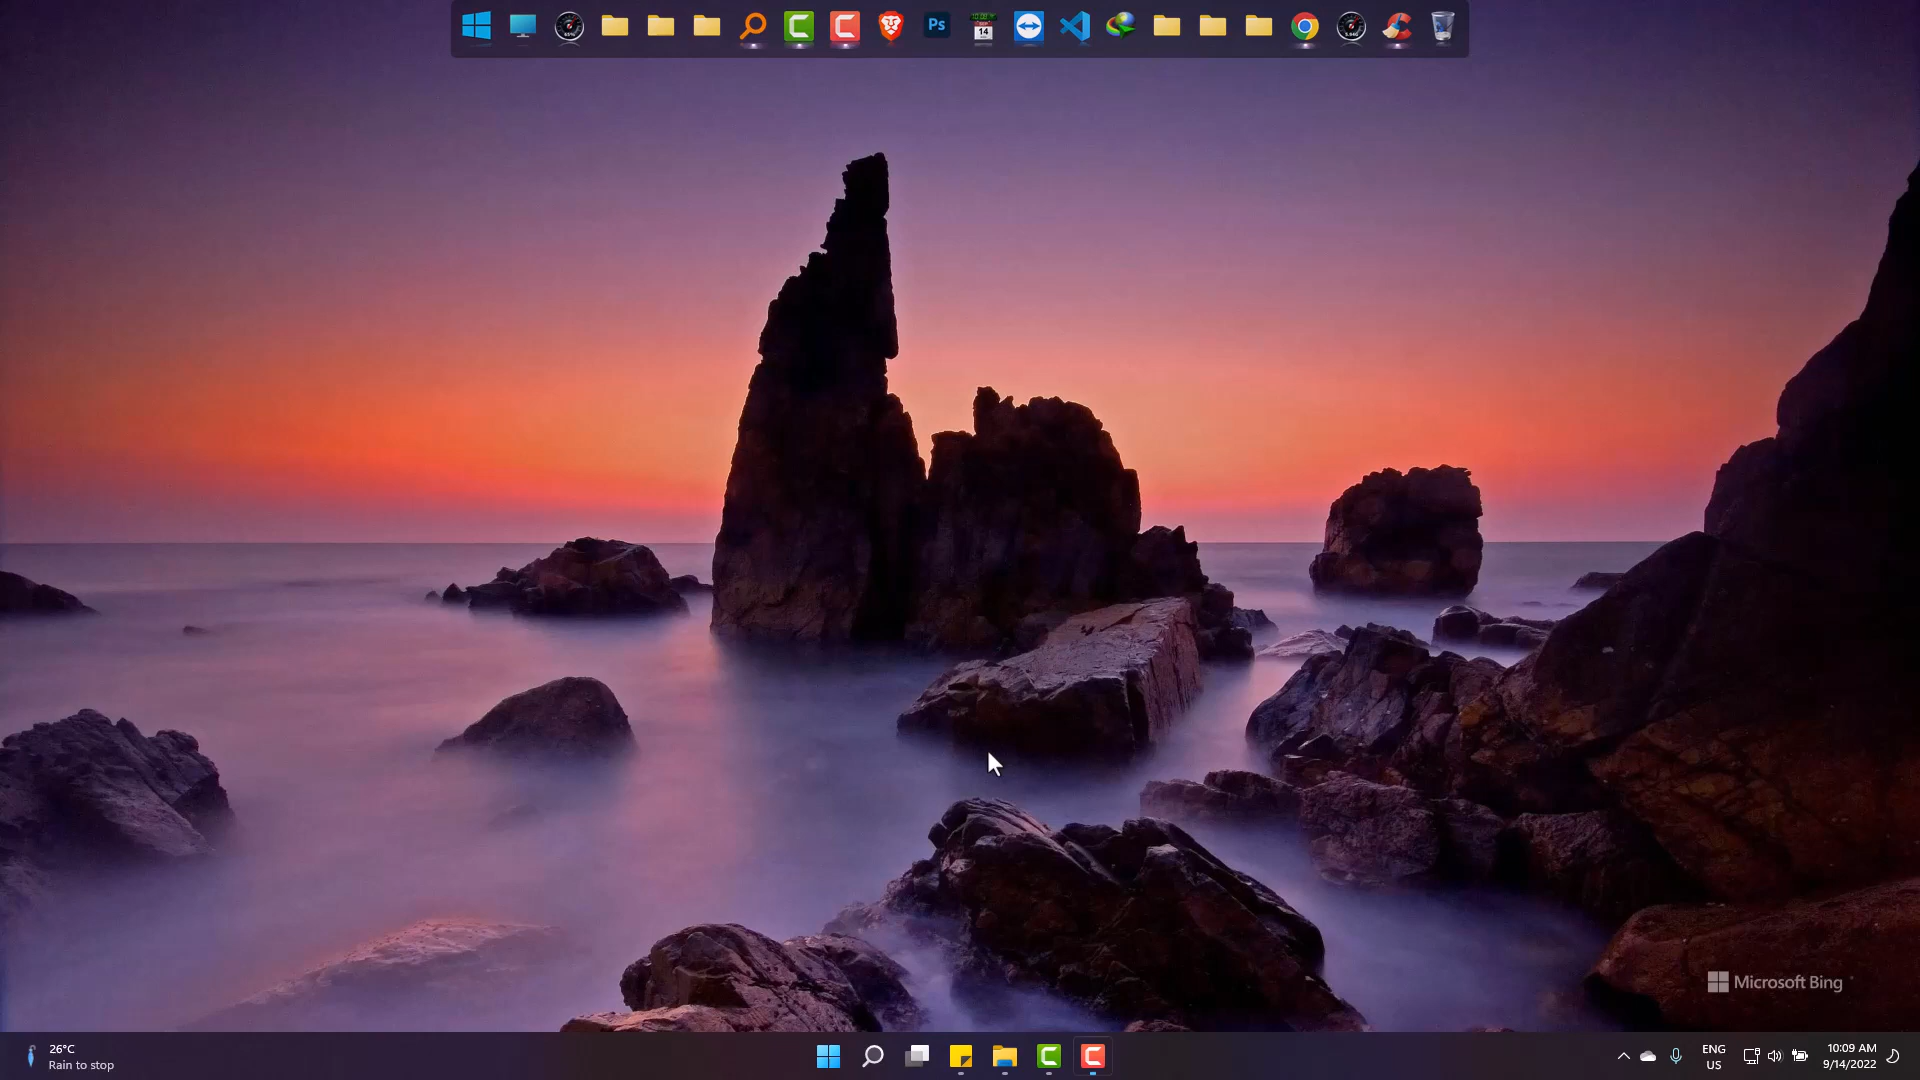 Ps
14
Microsoft Bing
26°C
Rain to stop
ENG
US
10:09 AM
9/14/2022